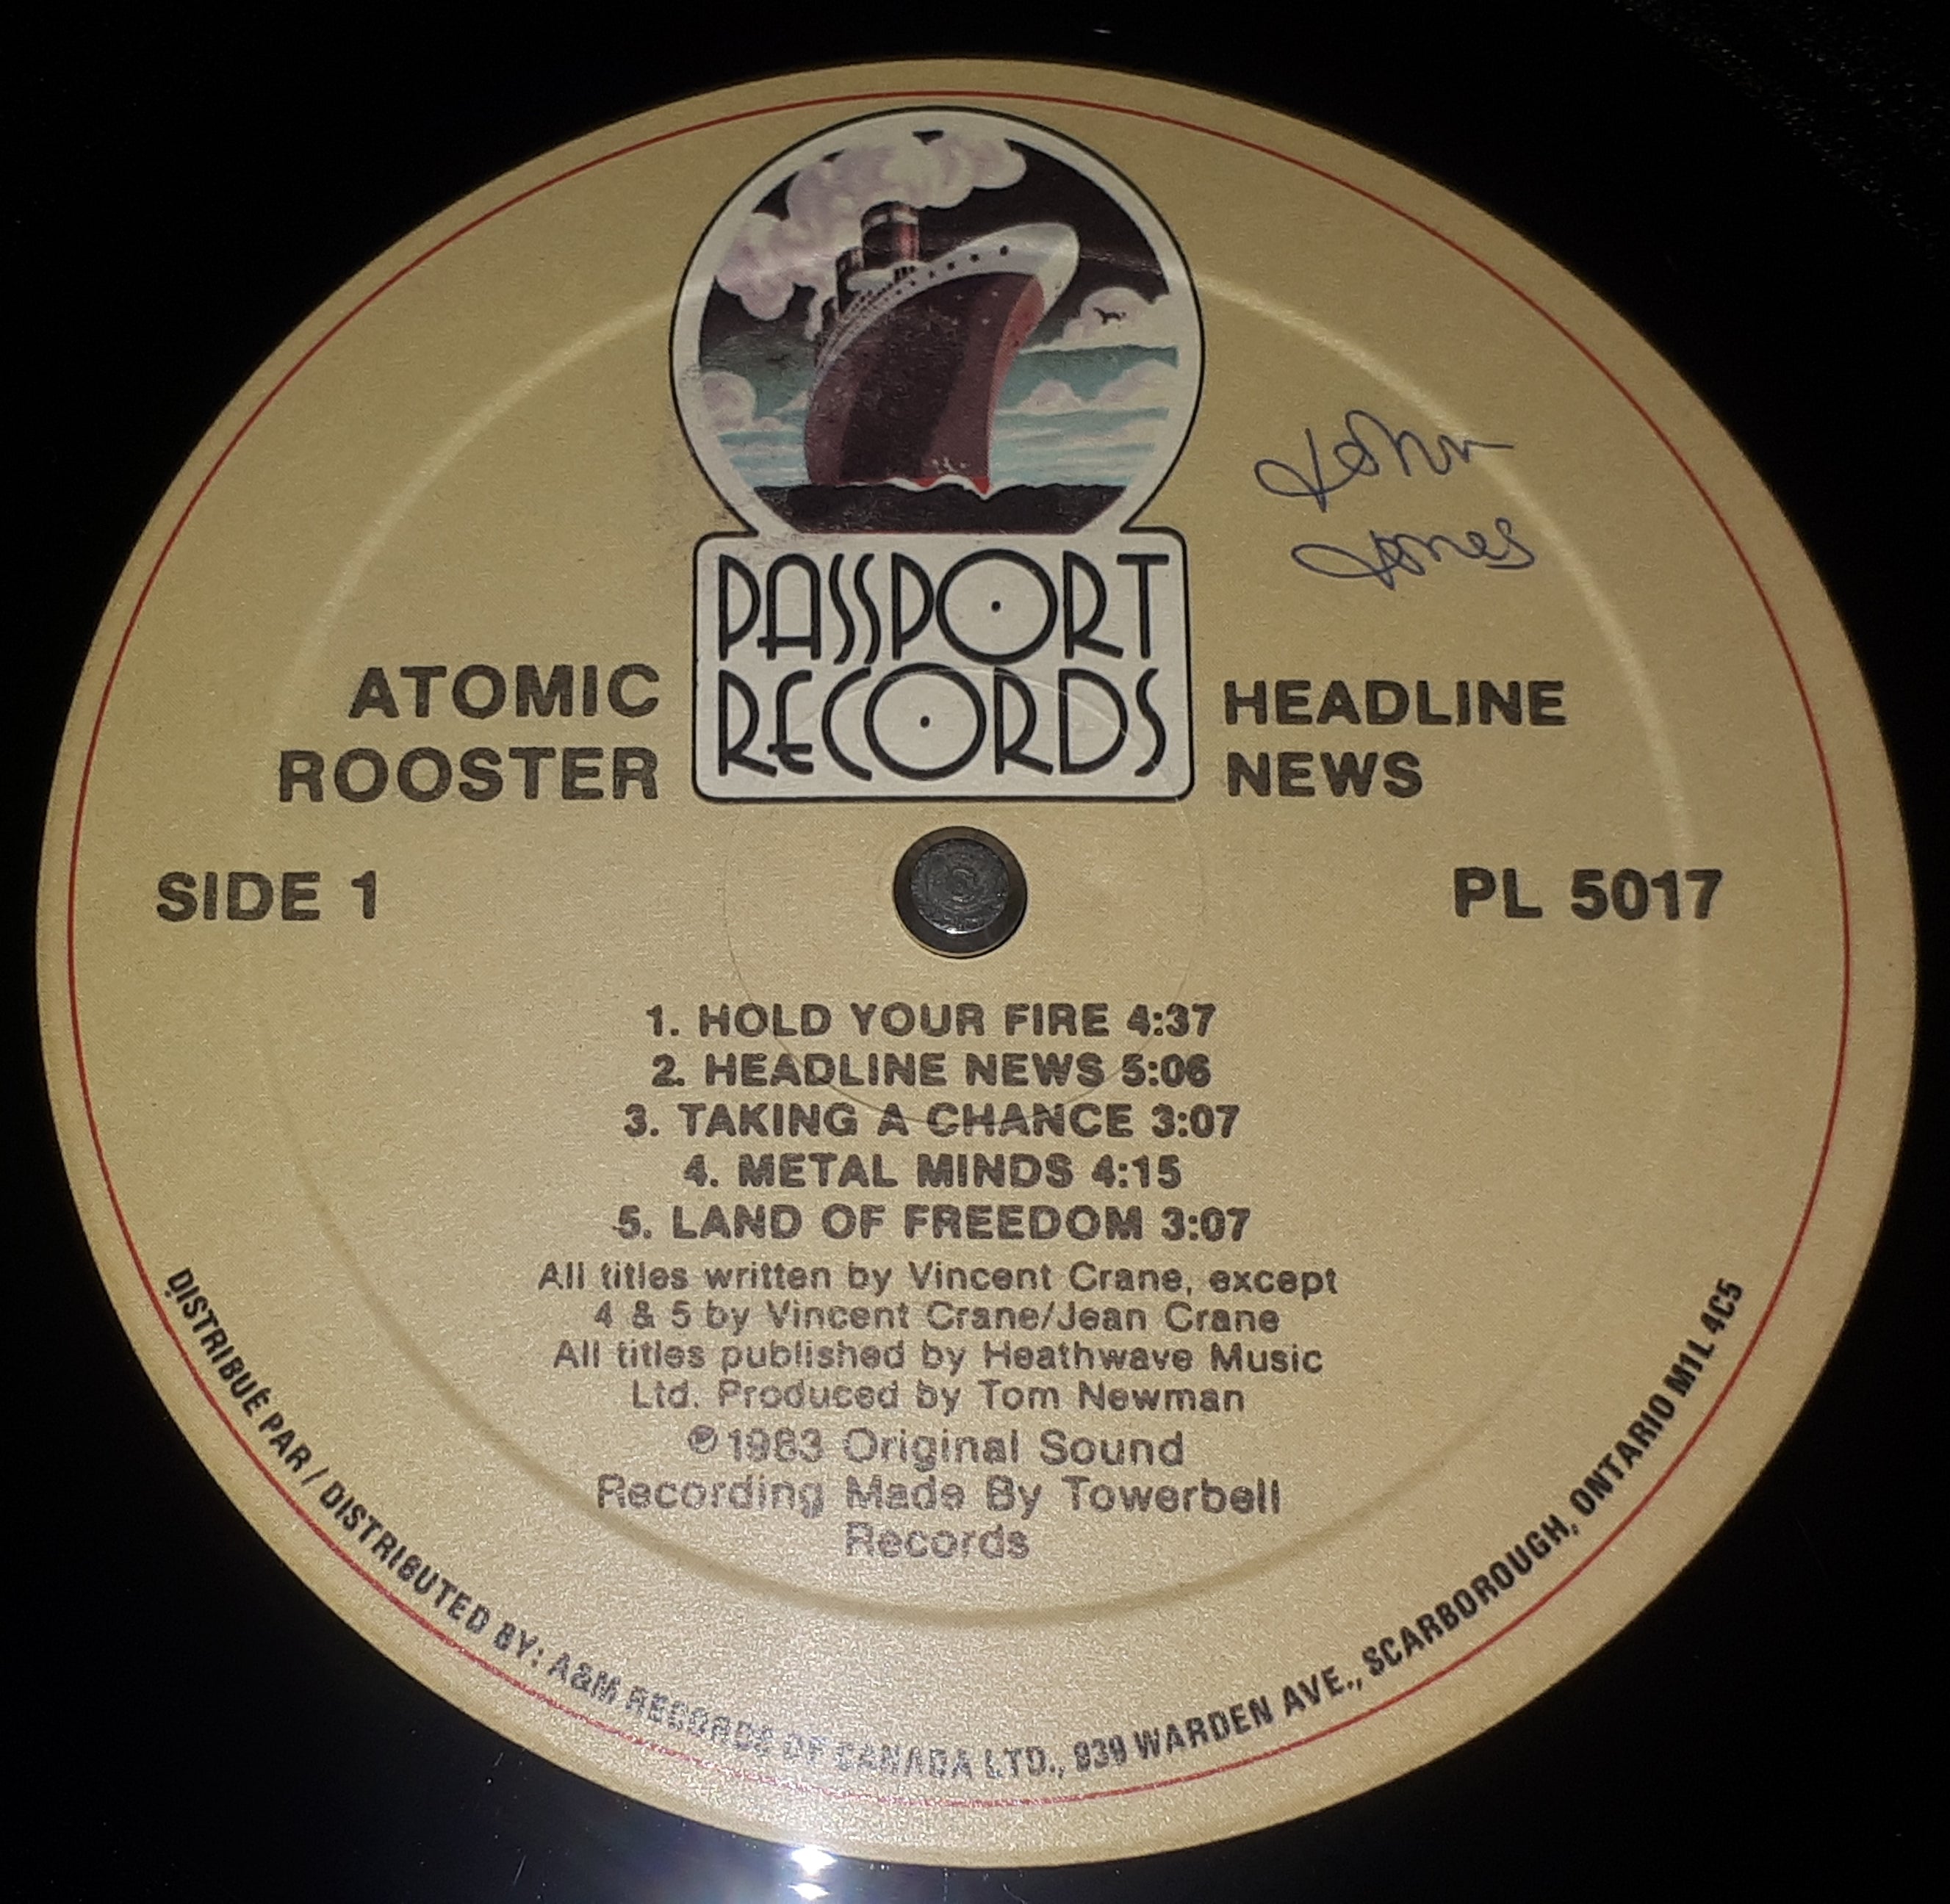 John
Jones
PASSPORT
RECORDS
ATOMIC
ROOSTER
HEADLINE
NEWS
SIDE 1
PL 5017
1. HOLD YOUR FIRE 4:37
2. HEADLINE NEWS 5:06
3. TAKING A CHANCE 3:07
4. METAL MINDS 4:15
5. LAND OF FREEDOM 3:07
All titles written by Vincent Crane, except
4 & 5 by Vincent Crane/Jean Crane
All titles published by Heathwave Music
Ltd. Produced by Tom Newman
℗1983 Original Sound
Recording Made By Towerbell
Records
DISTRIBUÉ PAR / DISTRIBUTED BY: A&M RECORDS OF CANADA LTD., 939 WARDEN AVE., SCARBOROUGH, ONTARIO M1L 4C5